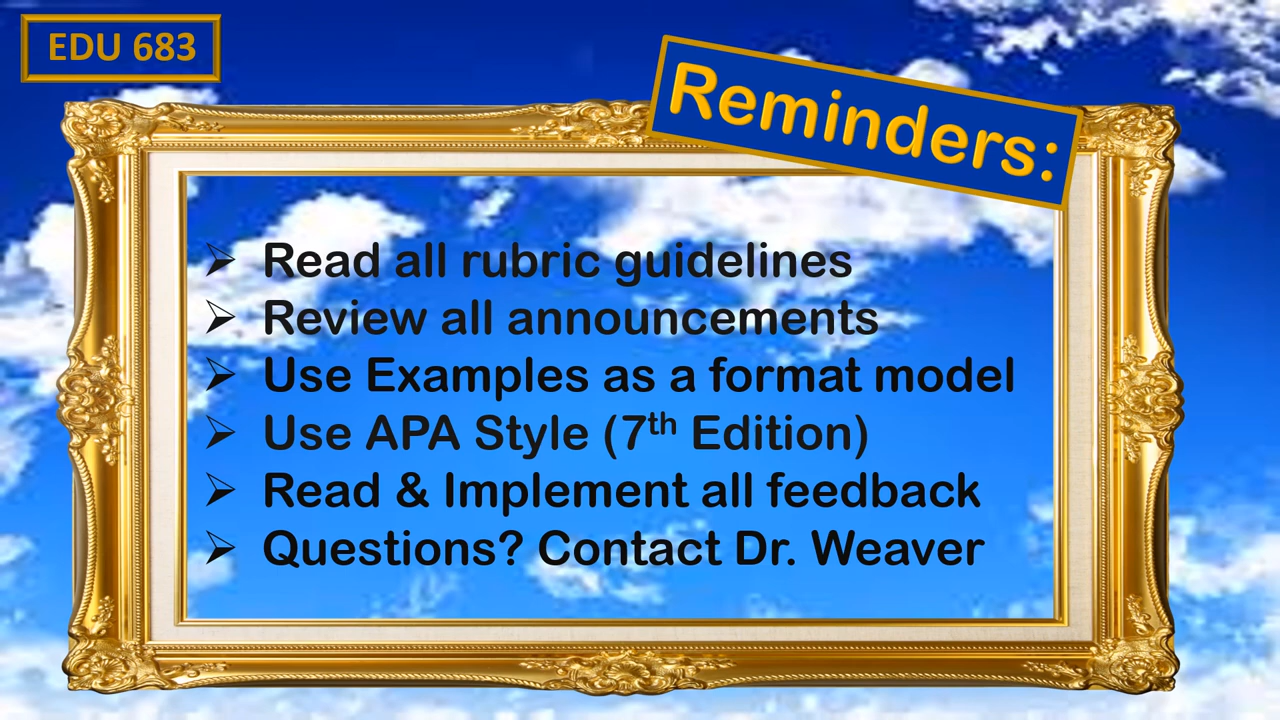 EDU 683
Reminders:
➢ Read all rubric guidelines
➢ Review all announcements
➢ Use Examples as a format model
➢ Use APA Style (7th Edition)
➢ Read & Implement all feedback
➢ Questions? Contact Dr. Weaver